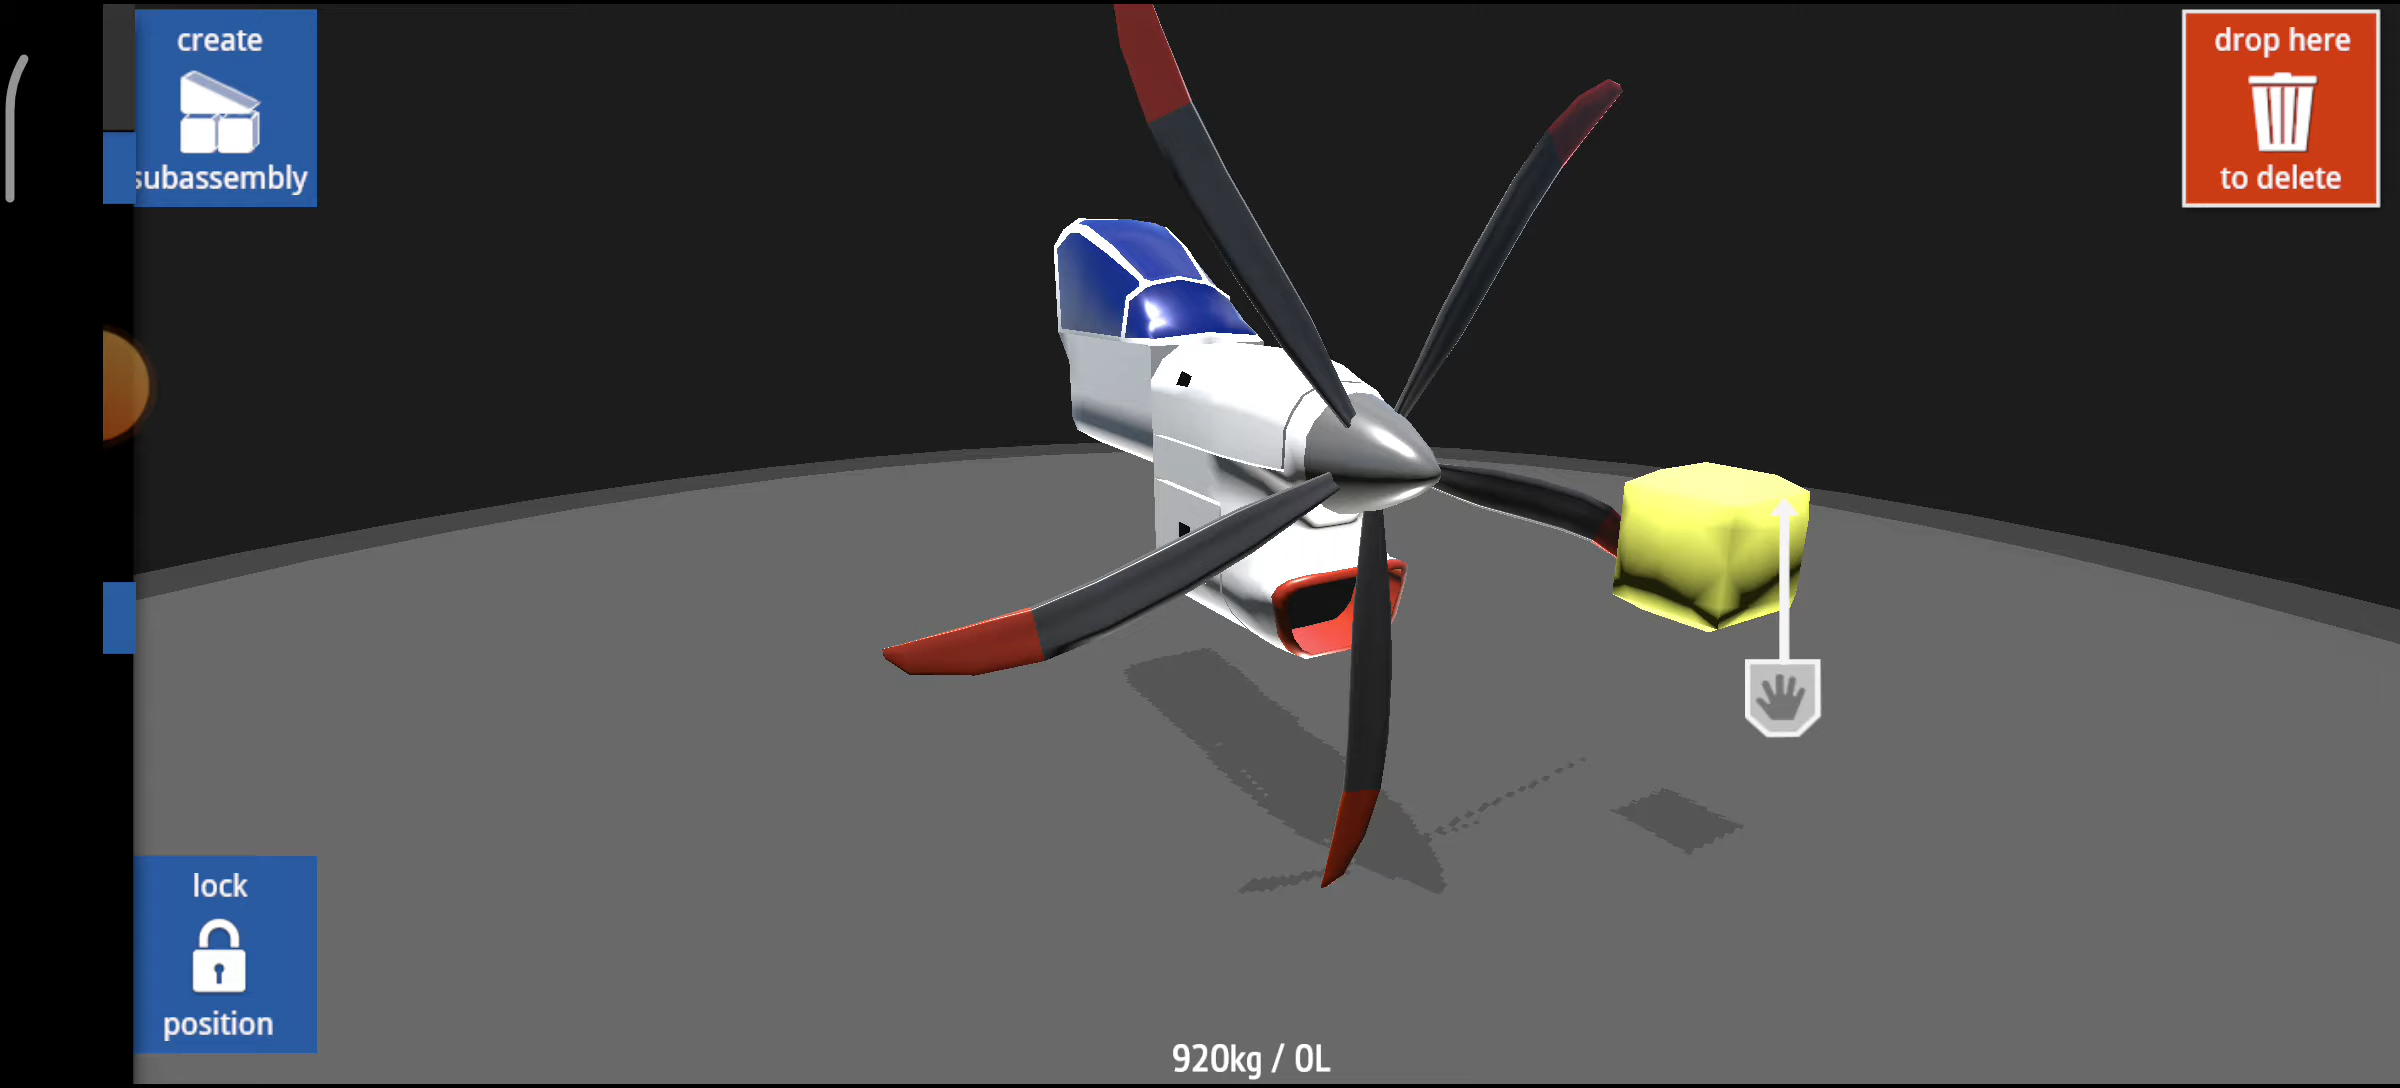 create
subassembly
drop here
to delete
lock
position
920kg / 0L